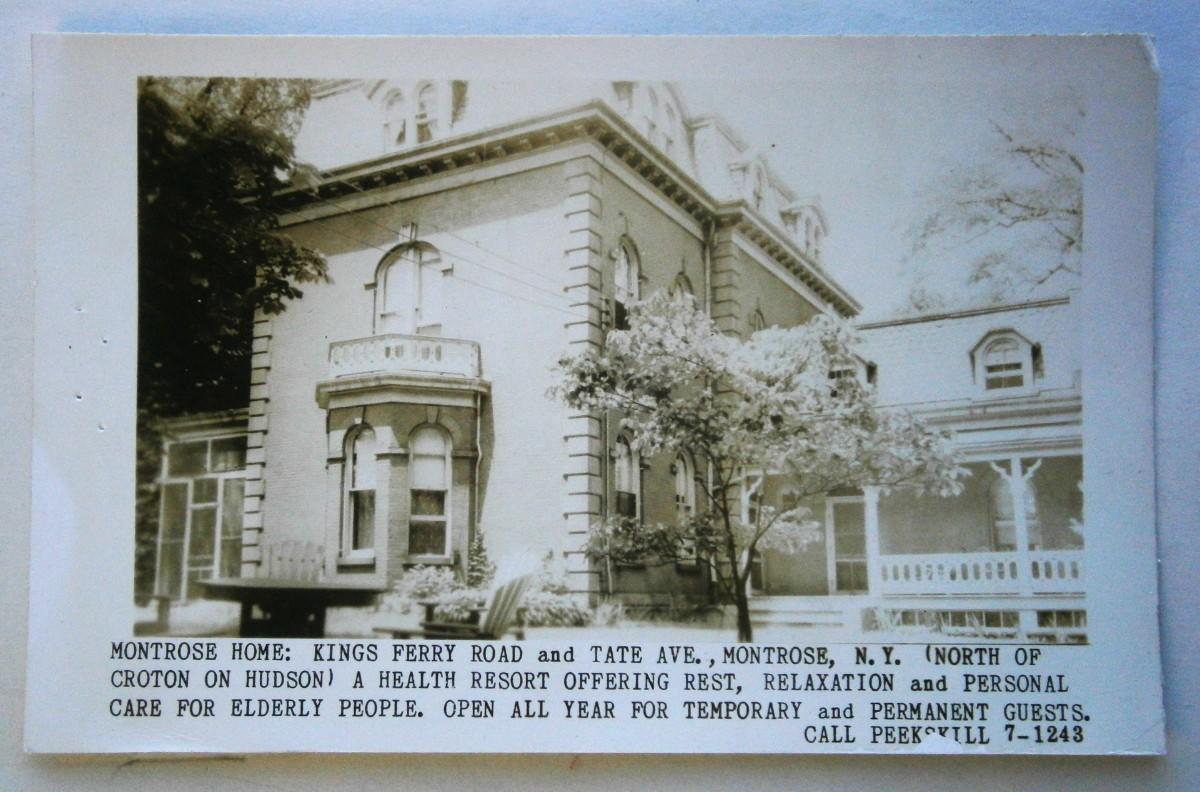 MONTROSE HOME: KINGS FERRY ROAD and TATE AVE., MONTROSE, N.Y. (NORTH OF
CROTON ON HUDSON) A HEALTH RESORT OFFERING REST, RELAXATION and PERSONAL
CARE FOR ELDERLY PEOPLE. OPEN ALL YEAR FOR TEMPORARY and PERMANENT GUESTS.
CALL PEEKSKILL 7-1243